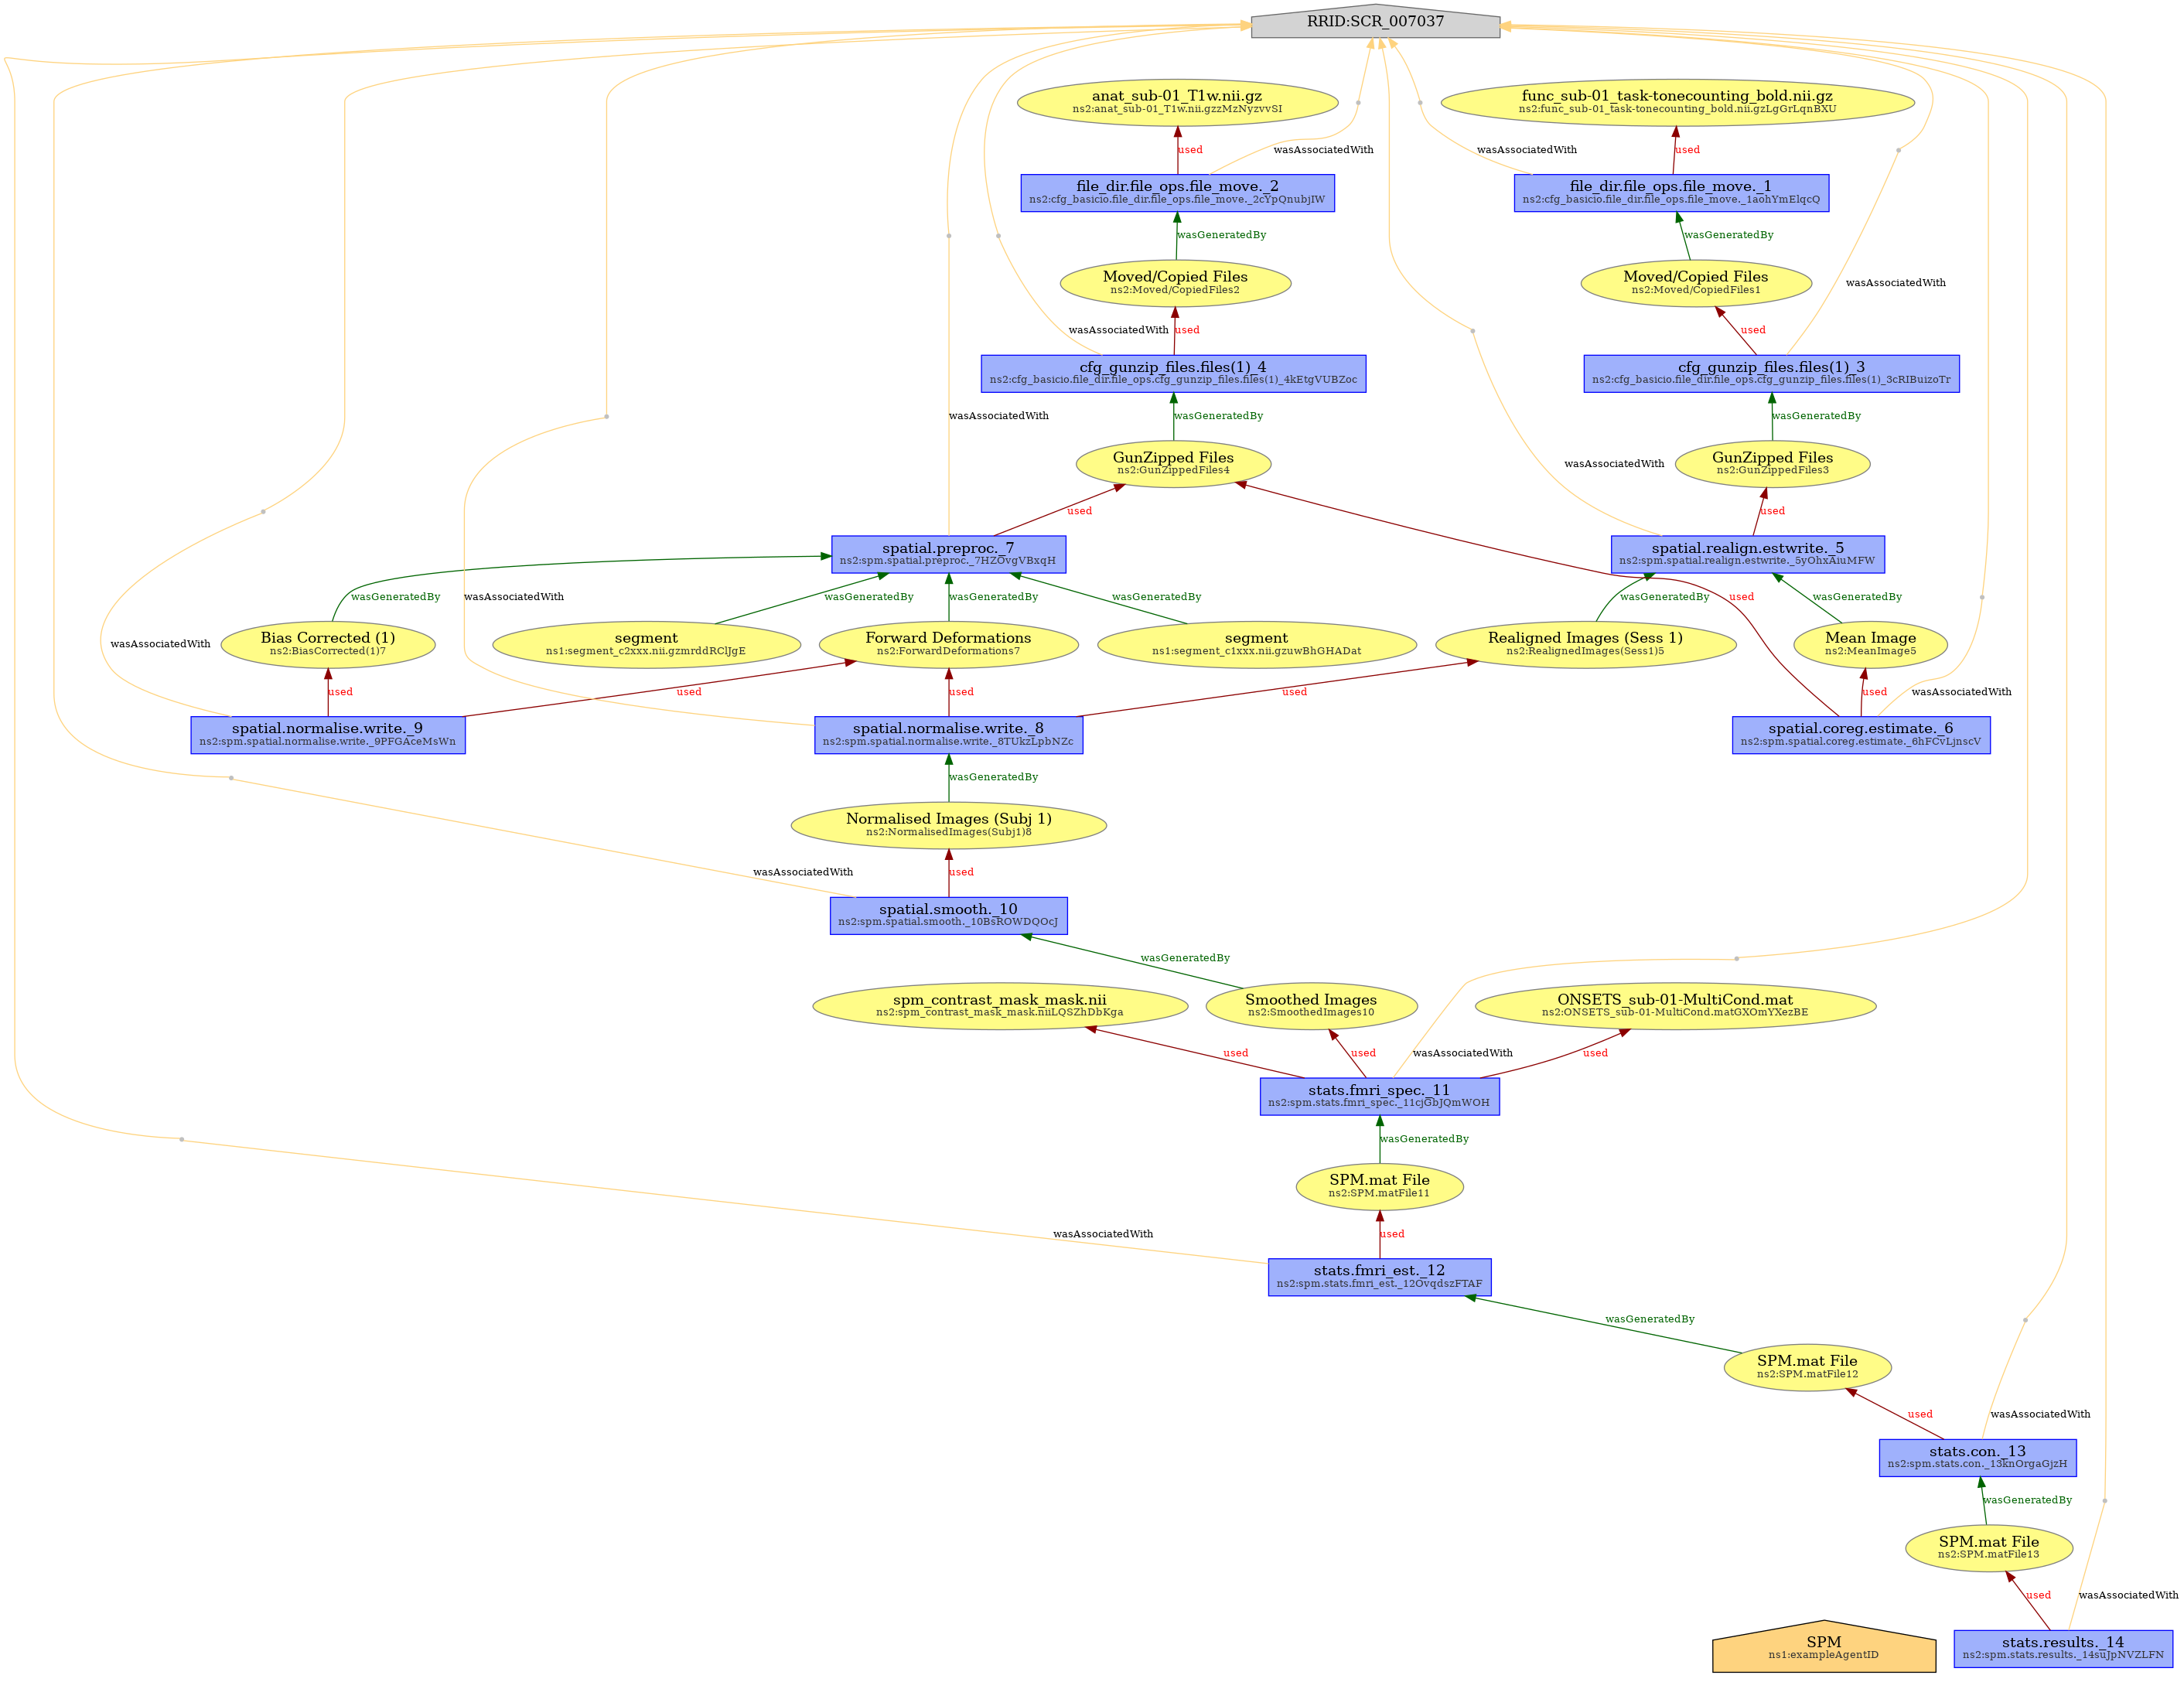 RRID:SCR_007037
anat_sub-01_T1w.nii.gz
ns2:anat_sub-01_T1w.nii.gzzMzNyzvvSI
func_sub-01_task-tonecounting_bold.nii.gz
ns2:func_sub-01_task-tonecounting_bold.nii.gzLgGrLqnBXU
used
wasAssociatedWith
wasAssociatedWith
used
file_dir.file_ops.file_move._2
ns2:cfg_basicio.file_dir.file_ops.file_move._2cYpQnubjIW
file_dir.file_ops.file_move._1
ns2:cfg_basicio.file_dir.file_ops.file_move._1aohYmElqcQ
wasGeneratedBy
wasGeneratedBy
Moved/Copied Files
ns2:Moved/CopiedFiles2
Moved/Copied Files
ns2:Moved/CopiedFiles1
wasAssociatedWith
wasAssociatedWith
used
used
cfg_gunzip_files.files(1)_4
ns2:cfg_basicio.file_dir.file_ops.cfg_gunzip_files.files(1)_4kEtgVUBZoc
cfg_gunzip_files.files(1)_3
ns2:cfg_basicio.file_dir.file_ops.cfg_gunzip_files.files(1)_3cRIBuizoTr
wasAssociatedWith
wasGeneratedBy
wasGeneratedBy
GunZipped Files
ns2:GunZippedFiles4
wasAssociatedWith
GunZipped Files
ns2:GunZippedFiles3
used
used
spatial.preproc._7
ns2:spm.spatial.preproc._7HZOvgVBxqH
spatial.realign.estwrite._5
ns2:spm.spatial.realign.estwrite._5yOhxAiuMFW
wasGeneratedBy
wasAssociatedWith
wasGeneratedBy
wasGeneratedBy
wasGeneratedBy
wasGeneratedBy
used
wasGeneratedBy
wasAssociatedWith
Bias Corrected (1)
ns2:BiasCorrected(1)7
segment
ns1:segment_c2xxx.nii.gzmrddRClJgE
Forward Deformations
ns2:ForwardDeformations7
segment
ns1:segment_c1xxx.nii.gzuwBhGHADat
Realigned Images (Sess 1)
ns2:RealignedImages(Sess1)5
Mean Image
ns2:MeanImage5
used
used
used
used
used
wasAssociatedWith
spatial.normalise.write._9
ns2:spm.spatial.normalise.write._9PFGAceMsWn
spatial.normalise.write._8
ns2:spm.spatial.normalise.write._8TUkzLpbNZc
spatial.coreg.estimate._6
ns2:spm.spatial.coreg.estimate._6hFCvLjnscV
wasGeneratedBy
Normalised Images (Subj 1)
ns2:NormalisedImages(Subj1)8
wasAssociatedWith
used
spatial.smooth._10
ns2:spm.spatial.smooth._10BsROWDQOcJ
wasGeneratedBy
spm_contrast_mask_mask.nii
ns2:spm_contrast_mask_mask.niiLQSZhDbKga
Smoothed Images
ns2:SmoothedImages10
ONSETS_sub-01-MultiCond.mat
ns2:ONSETS_sub-01-MultiCond.matGXOmYXezBE
used
used
wasAssociatedWith
used
stats.fmri_spec._11
ns2:spm.stats.fmri_spec._11cjGbJQmWOH
wasGeneratedBy
SPM.mat File
ns2:SPM.matFile11
wasAssociatedWith
used
stats.fmri_est._12
ns2:spm.stats.fmri_est._12OvqdszFTAF
wasGeneratedBy
SPM.mat File
ns2:SPM.matFile12
used
wasAssociatedWith
stats.con._13
ns2:spm.stats.con._13knOrgaGjzH
wasGeneratedBy
SPM.mat File
ns2:SPM.matFile13
used
wasAssociatedWith
SPM
ns1:exampleAgentID
stats.results._14
ns2:spm.stats.results._14suJpNVZLFN